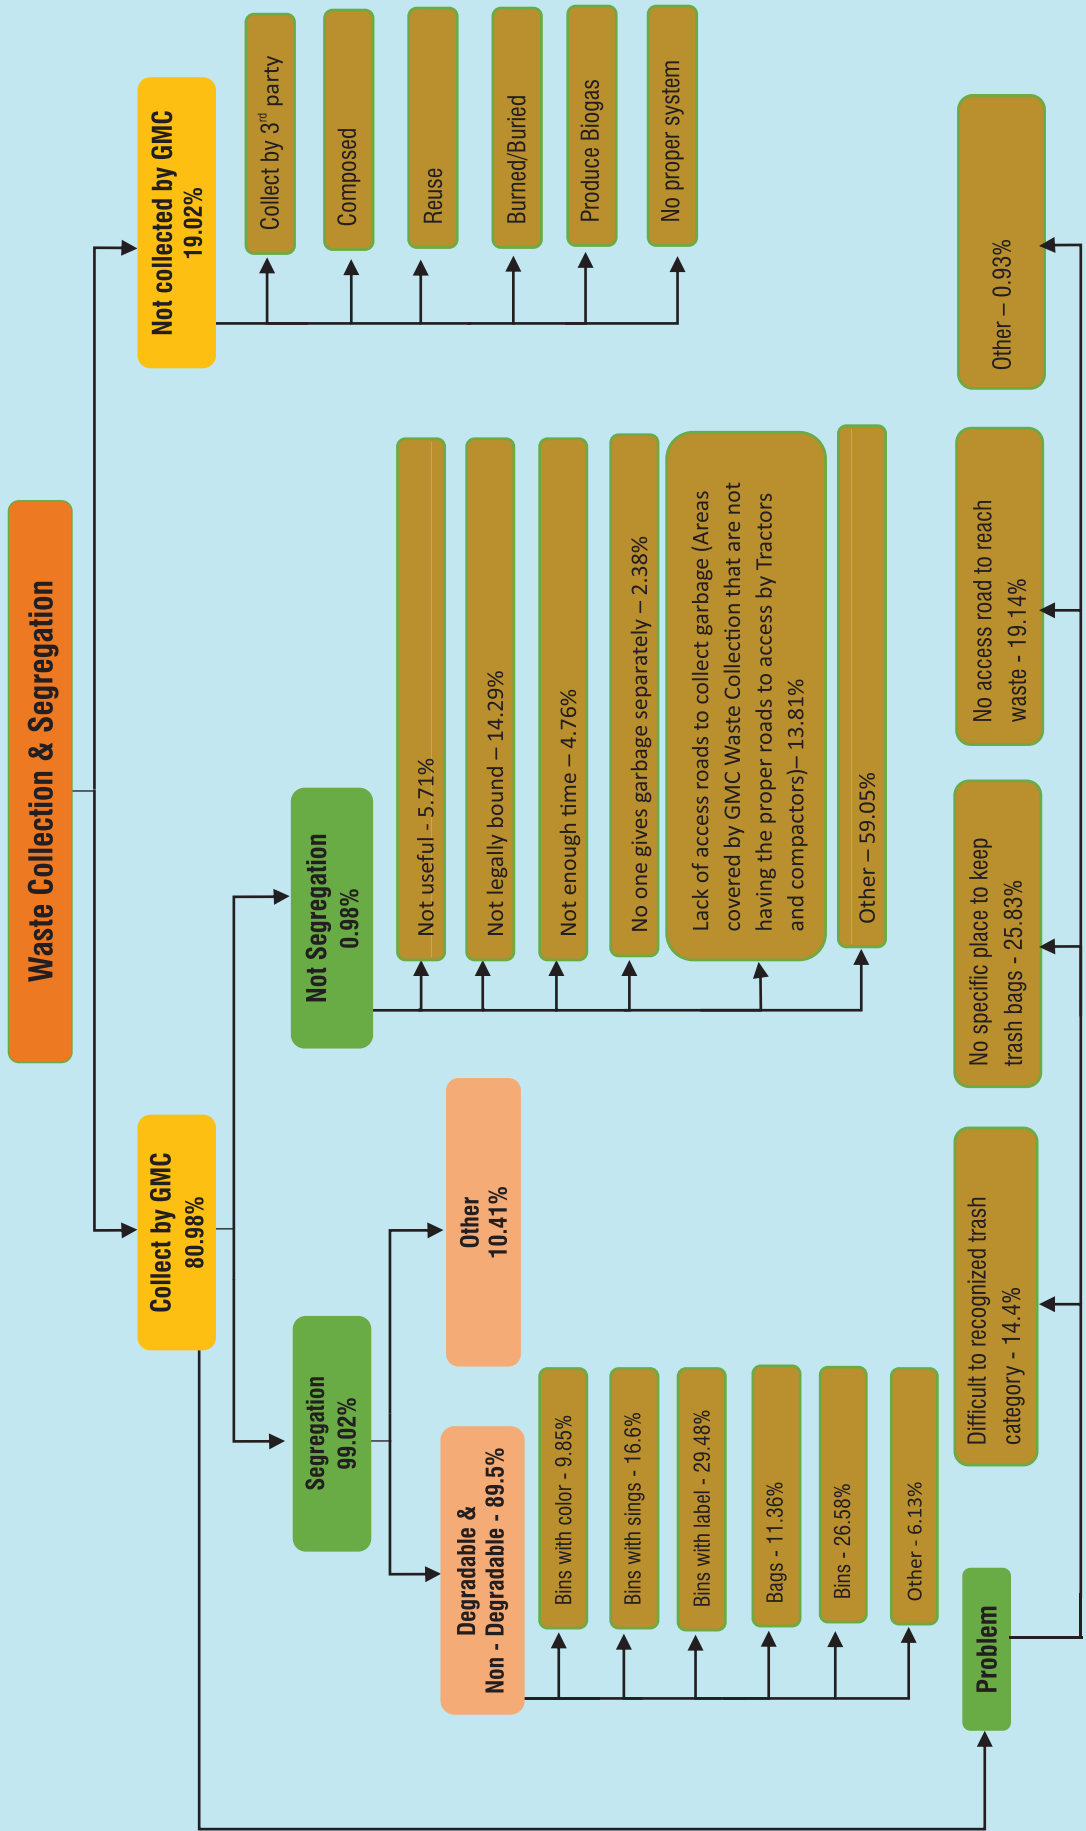 Waste Collection & Segregation
Collect by GMC
80.98%
Not collected by GMC
19.02%
Segregation
99.02%
Not Segregation
0.98%
Degradable &
Non - Degradable - 89.5%
Other
10.41%
Bins with color - 9.85%
Bins with sings - 16.6%
Bins with label - 29.48%
Bags - 11.36%
Bins - 26.58%
Other - 6.13%
Not useful - 5.71%
Not legally bound – 14.29%
Not enough time – 4.76%
No one gives garbage separately – 2.38%
Lack of access roads to collect garbage (Areas
covered by GMC Waste Collection that are not
having the proper roads to access by Tractors
and compactors)– 13.81%
Other – 59.05%
Collect by 3rd party
Composed
Reuse
Burned/Buried
Produce Biogas
No proper system
Problem
Difficult to recognized trash
category - 14.4%
No specific place to keep
trash bags - 25.83%
No access road to reach
waste - 19.14%
Other – 0.93%